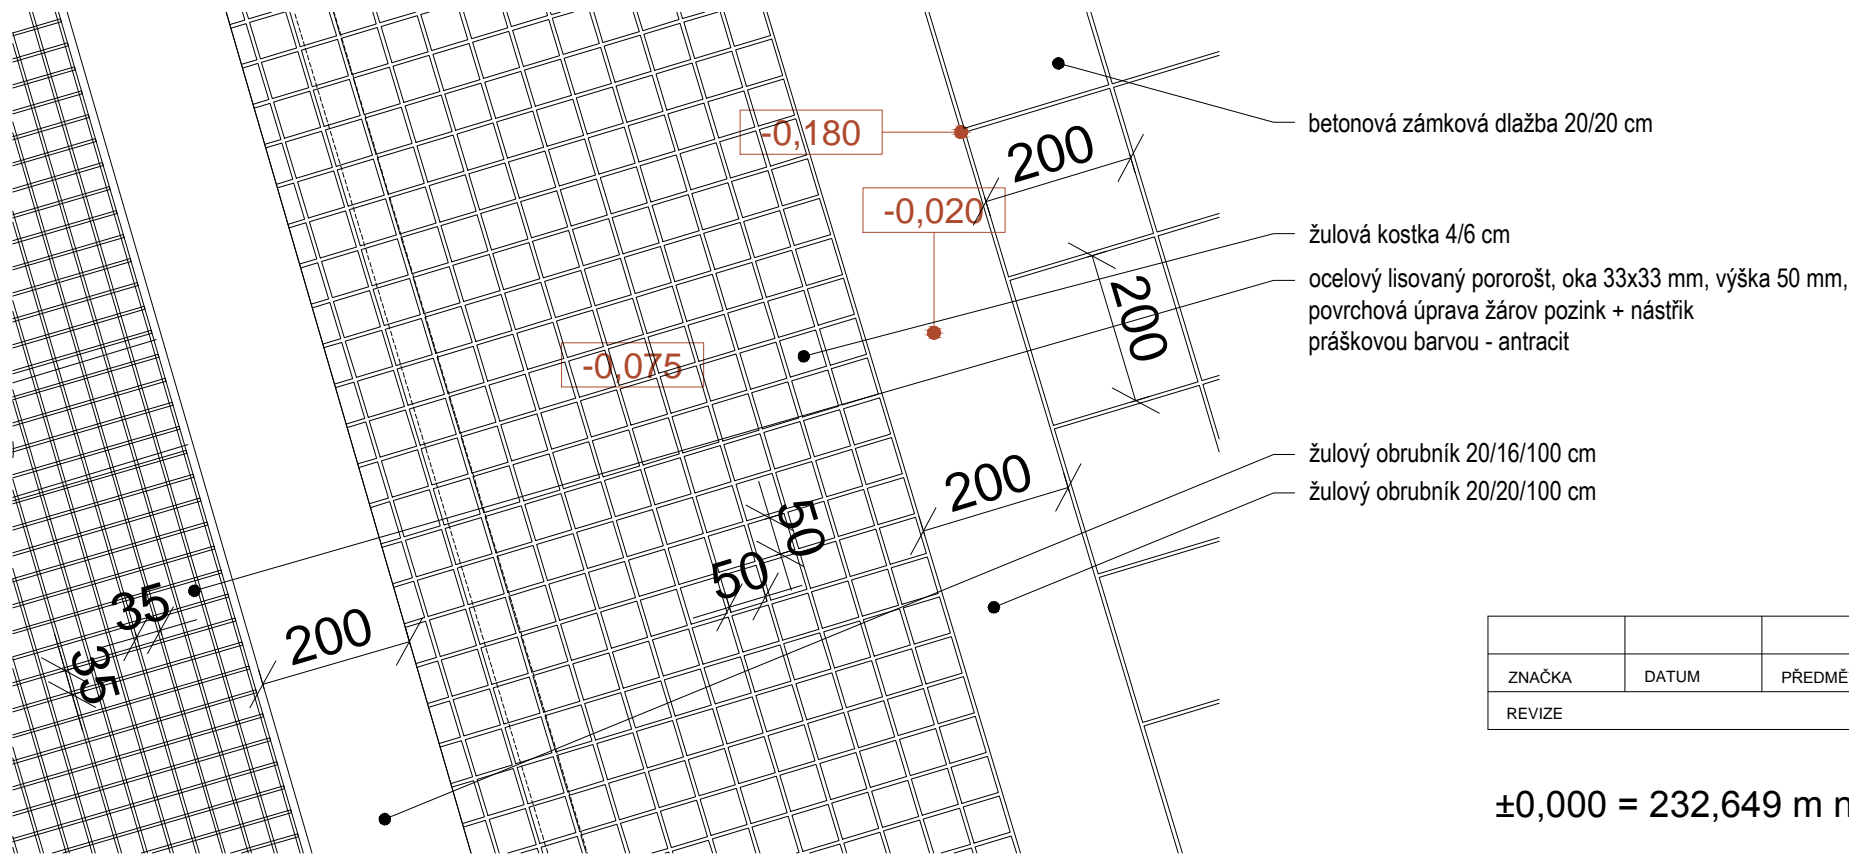 betonová zámková dlažba 20/20 cm
-0,180
200
-0,020
žulová kostka 4/6 cm
ocelový lisovaný pororošt, oka 33x33 mm, výška 50 mm,
povrchová úprava žárov pozink + nástřik
práškovou barvou - antracit
200
-0,075
žulový obrubník 20/16/100 cm
žulový obrubník 20/20/100 cm
200
50
50
35
200
35
ZNAČKA DATUM
REVIZE
±0,000 = 232,649 m